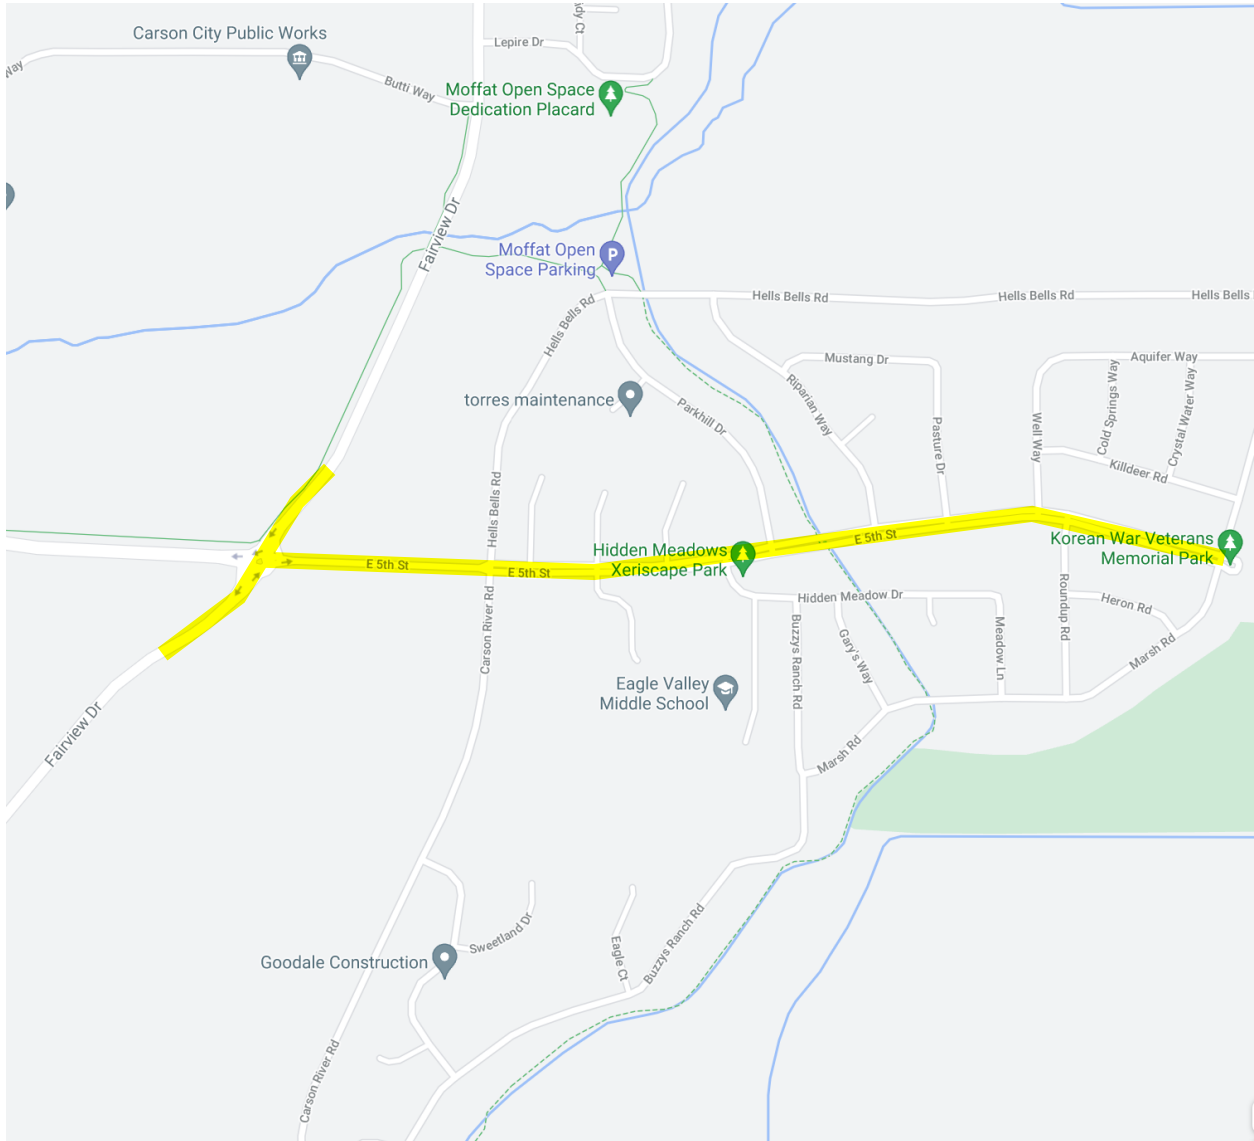 Carson City Public Works
Lepire Dr
dy Ct
Way
Butti Way
Moffat Open Space
Dedication Placard
Fairview Dr
Moffat Open
Space Parking
P
Hells Bells Rd
Hells Bells Rd
Hells Bells
Hells Bells Rd
Mustang Dr
Aquifer Way
torres maintenance
Parkhill Dr
Riparian Way
Pasture Dr
Well Way
Cold Springs Way
Crystal Water Way
Killdeer Rd
Hells Bells Rd
E 5th St
E 5th St
Hidden Meadows
Xeriscape Park
E 5th St
Korean War Veterans
Memorial Park
Carson River Rd
Hidden Meadow Dr
Buzzys Ranch Rd
Gary's Way
Meadow Ln
Roundup Rd
Heron Rd
Marsh Rd
Eagle Valley
Middle School
Fairview Dr
Marsh Rd
Sweetland Dr
Goodale Construction
Eagle Ct
Buzzys Ranch Rd
Carson River Rd